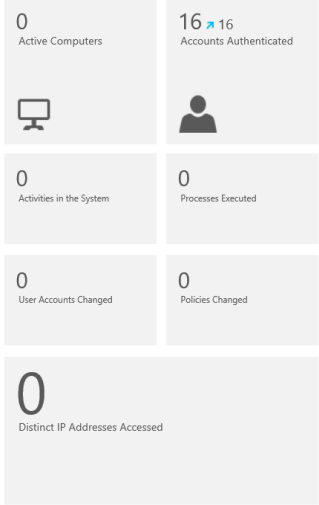 0
Active Computers
16 16
Accounts Authenticated
0
Activities in the System
0
Processes Executed
0
User Accounts Changed
0
Policies Changed
0
Distinct IP Addresses Accessed